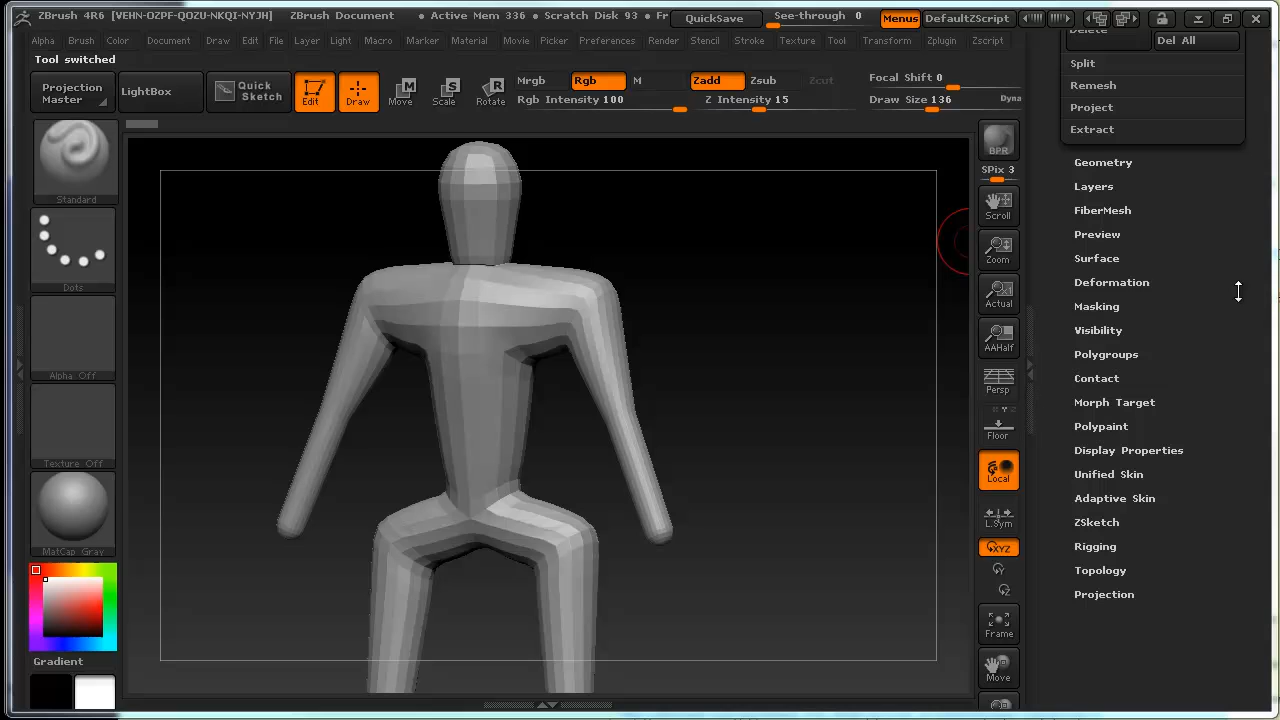 ZBrush 4R6 [VEHN-OZPF-QVZU-NKQI-NYJH]   ZBrush Document   • Active Mem 336 • Scratch Disk 93 • Fr   QuickSave   See-through 0   Menus   DefaultZScript
Alpha Brush Color Docum Draw Edit File Layer Light Macro Marker Material Movie Picker Preferences Render Stencil Stroke Texture Tool Transform Zplugin Zscript
Tool switched
Projection Master
LightBox
Quick Sketch
Edit
Draw
Move
Scale
Rotate
Mrgb Rgb M Zadd Zsub Zcut
Rgb Intensity 100 Z Intensity 15
Focal Shift 0
Draw Size 136 Dyna
Standard
Dots
Alpha Off
Texture Off
MatCap Gray
Gradient
BPR
SPix 3
Scroll
Zoom
Actual
AAHalf
Persp
Floor
Local
L.Sym
XYZ
Y
Z
Frame
Move
Delete
Del All
Split
Remesh
Project
Extract
Geometry
Layers
FiberMesh
Preview
Surface
Deformation
Masking
Visibility
Polygroups
Contact
Morph Target
Polypaint
Display Properties
Unified Skin
Adaptive Skin
ZSketch
Rigging
Topology
Projection